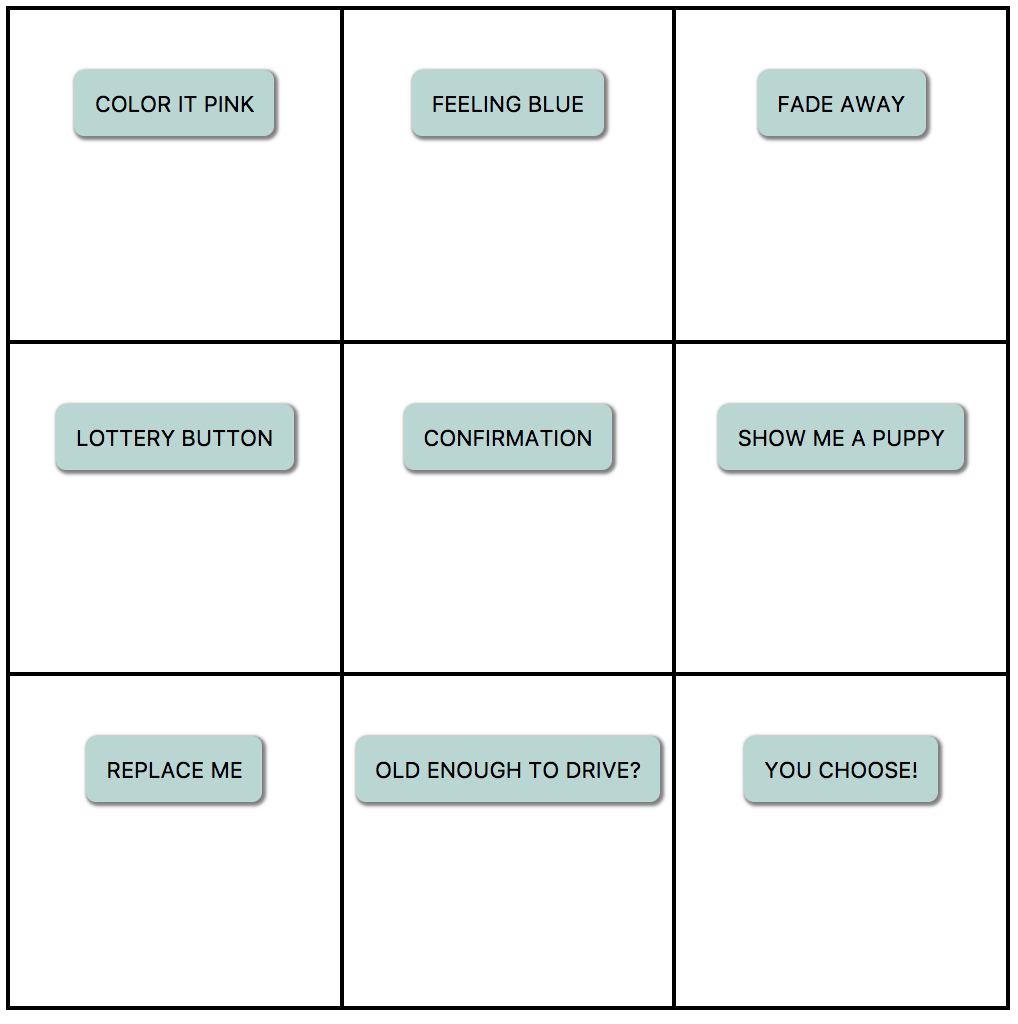 COLOR IT PINK
FEELING BLUE
FADE AWAY
LOTTERY BUTTON
CONFIRMATION
SHOW ME A PUPPY
REPLACE ME
OLD ENOUGH TO DRIVE?
YOU CHOOSE!